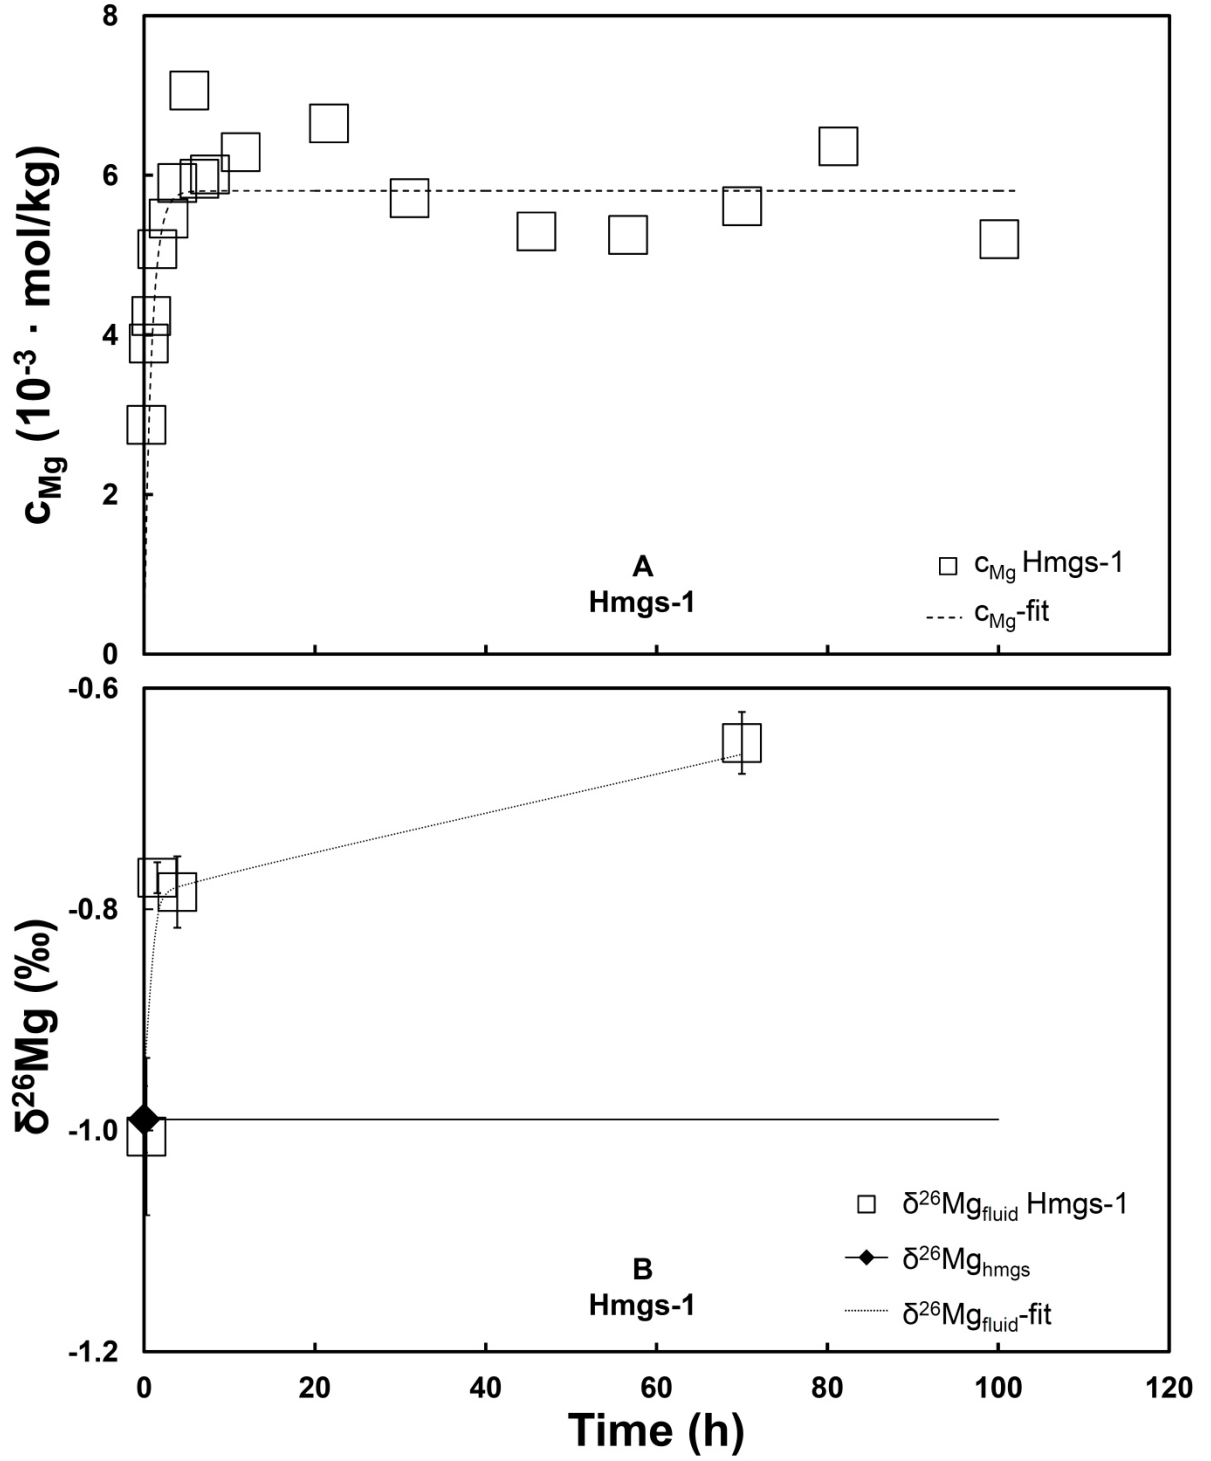 8
6
4
2
0
c_Mg (10⁻³ · mol/kg)
A
Hmgs-1
c_Mg Hmgs-1
c_Mg-fit
-0.6
-0.8
-1.0
-1.2
δ²⁶Mg (‰)
B
Hmgs-1
δ²⁶Mg_fluid Hmgs-1
δ²⁶Mg_hmgs
δ²⁶Mg_fluid-fit
0 20 40 60 80 100 120
Time (h)